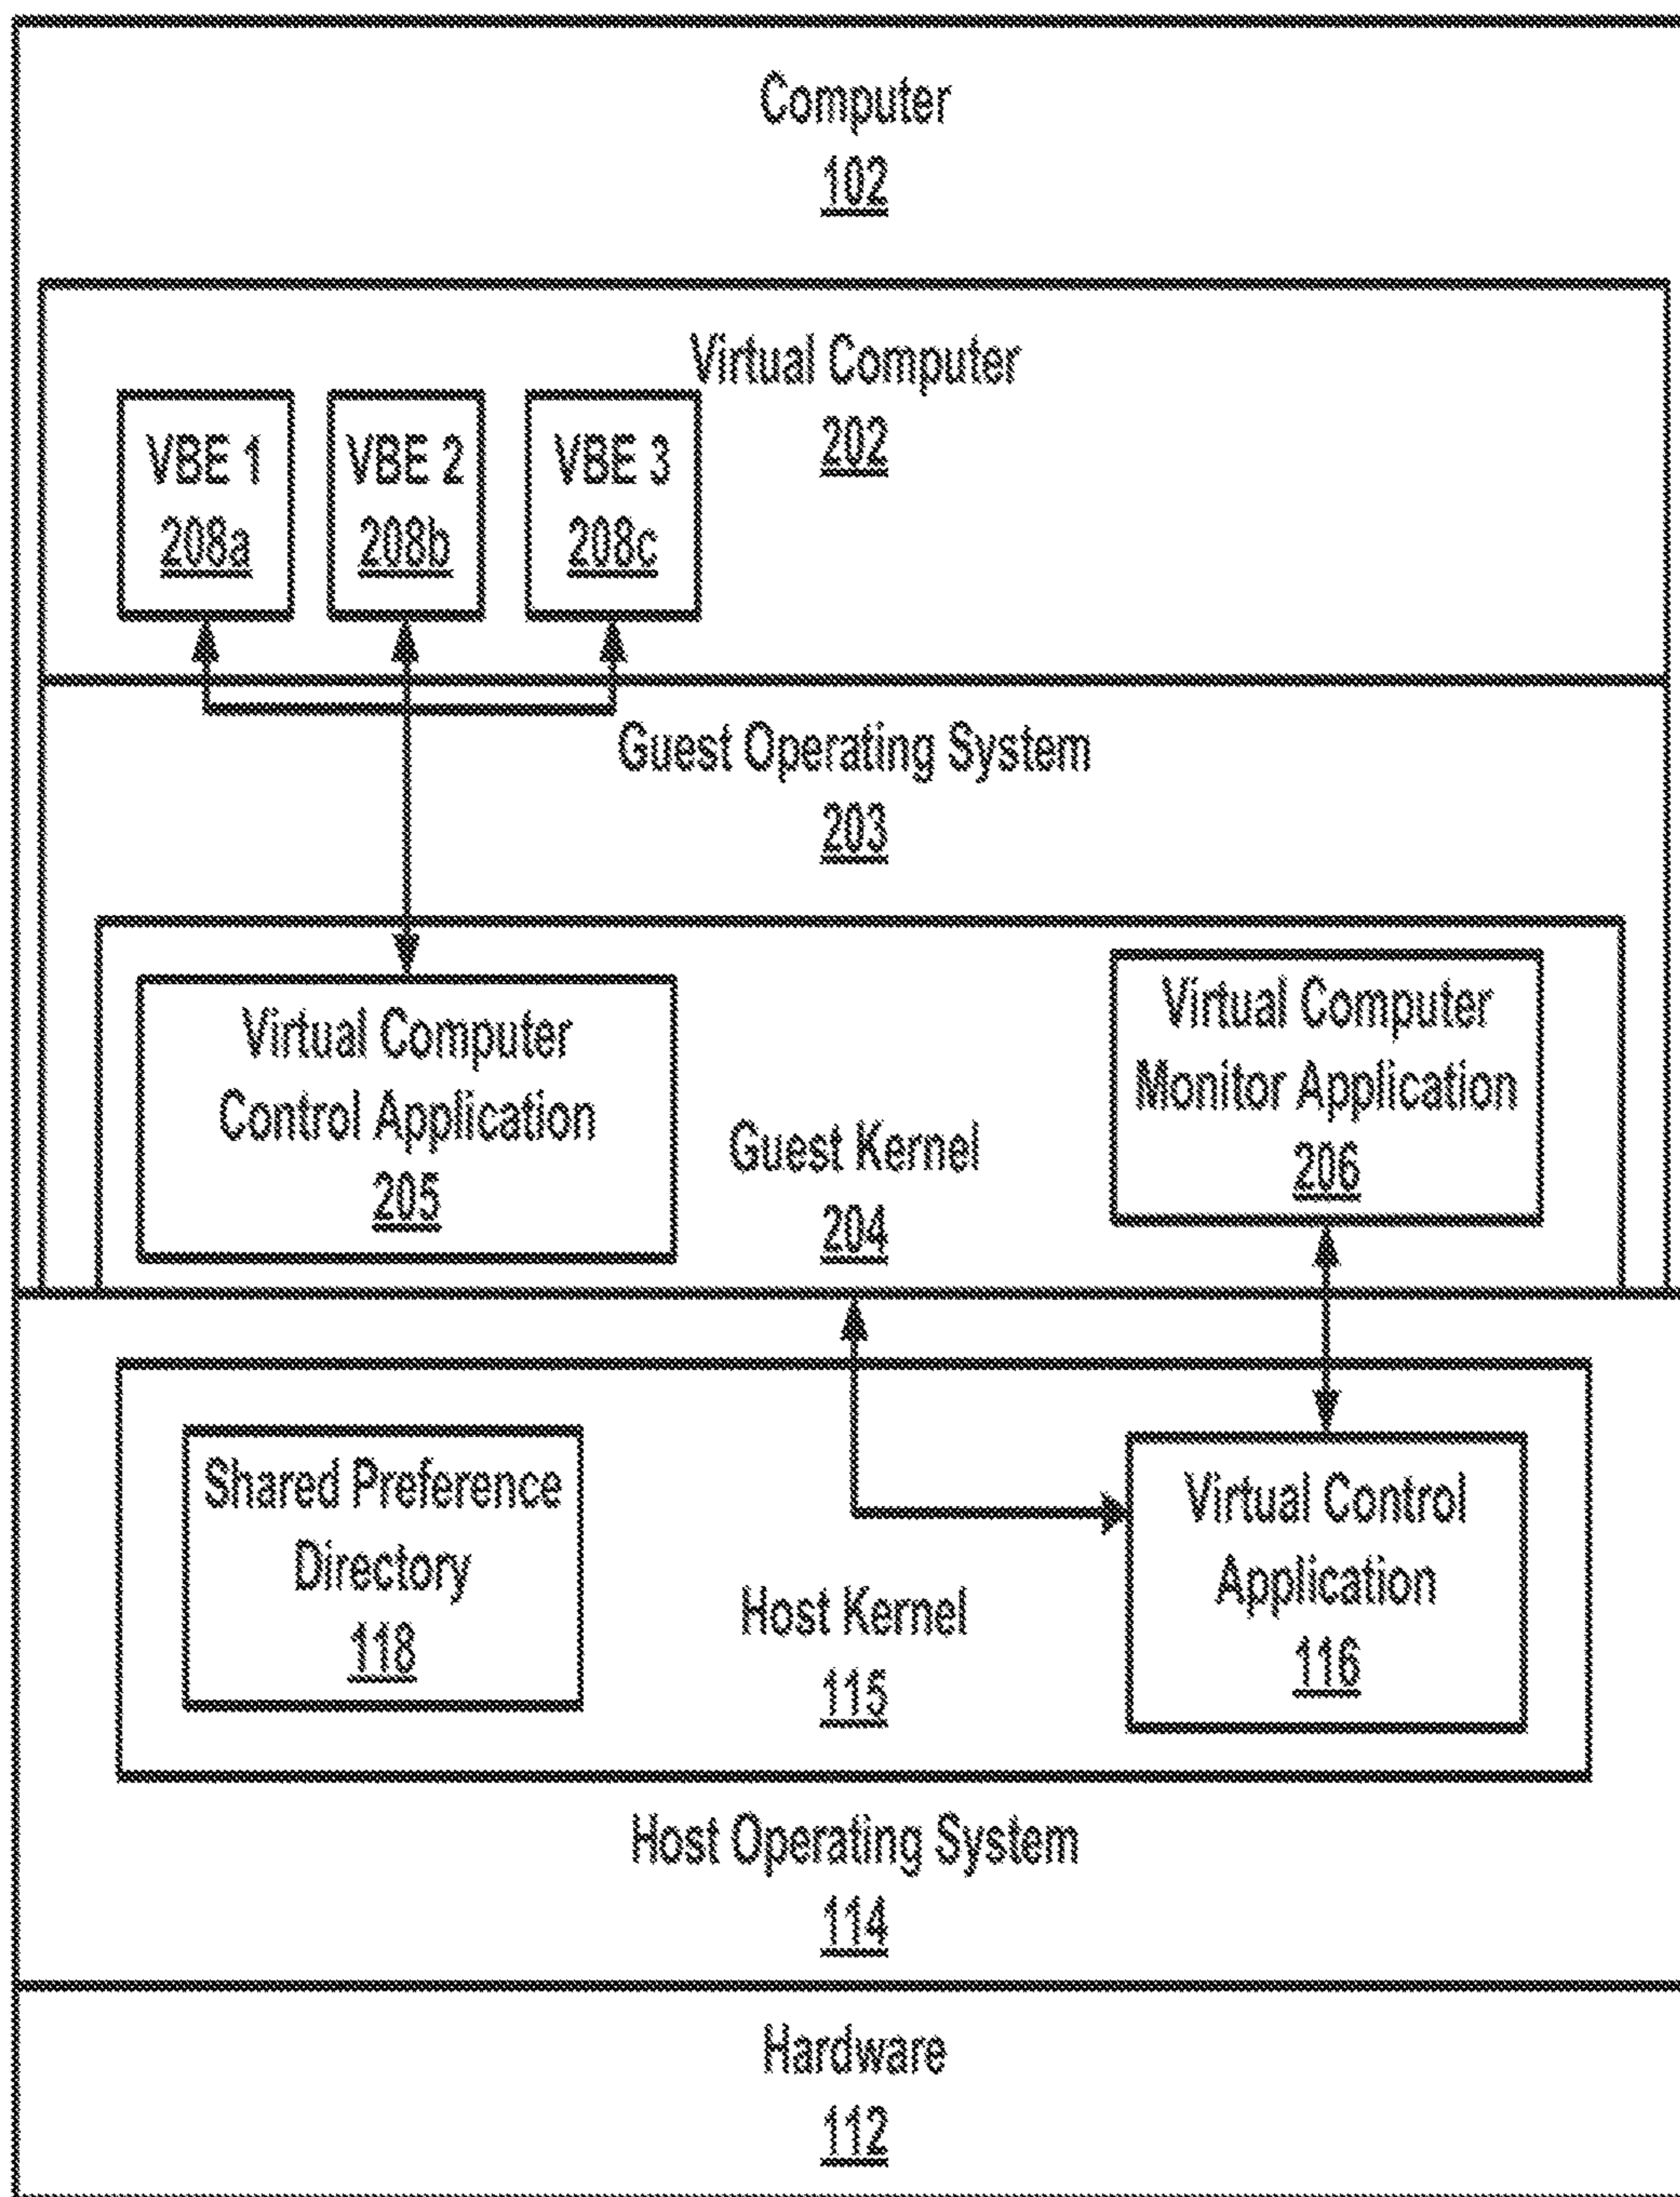 Computer
102
Virtual Computer
202
VBE 1
208a
VBE 2
208b
VBE 3
208c
Guest Operating System
203
Virtual Computer
Control Application
205
Guest Kernel
204
Virtual Computer
Monitor Application
206
Shared Preference
Directory
118
Host Kernel
115
Virtual Control
Application
116
Host Operating System
114
Hardware
112